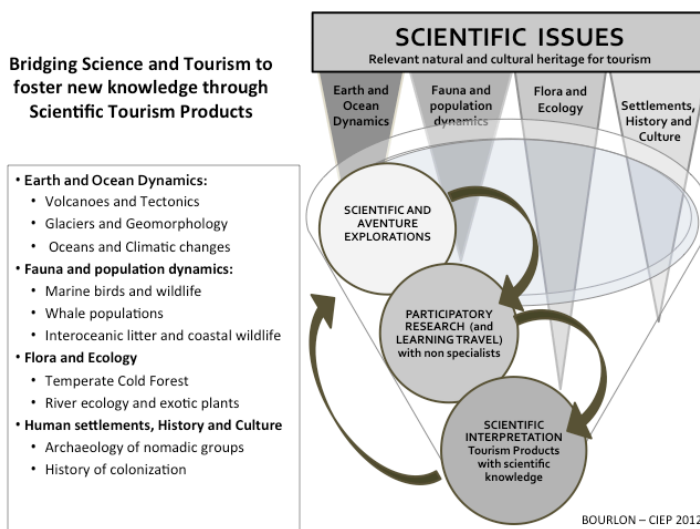 Bridging Science and Tourism to
foster new knowledge through
Scientific Tourism Products
• Earth and Ocean Dynamics:
• Volcanoes and Tectonics
• Glaciers and Geomorphology
• Oceans and Climatic changes
• Fauna and population dynamics:
• Marine birds and wildlife
• Whale populations
• Interoceanic litter and coastal wildlife
• Flora and Ecology
• Temperate Cold Forest
• River ecology and exotic plants
• Human settlements, History and Culture
• Archaeology of nomadic groups
• History of colonization
SCIENTIFIC ISSUES
Relevant natural and cultural heritage for tourism
Earth and
Ocean
Dynamics
Fauna and
population
dynamics
Flora and
Ecology
Settlements,
History and
Culture
SCIENTIFIC AND
AVENTURE
EXPLORATIONS
PARTICIPATORY
RESEARCH (and
LEARNING TRAVEL)
with non specialists
SCIENTIFIC
INTERPRETATION
Tourism Products
with scientific
knowledge
BOURLON – CIEP 2012